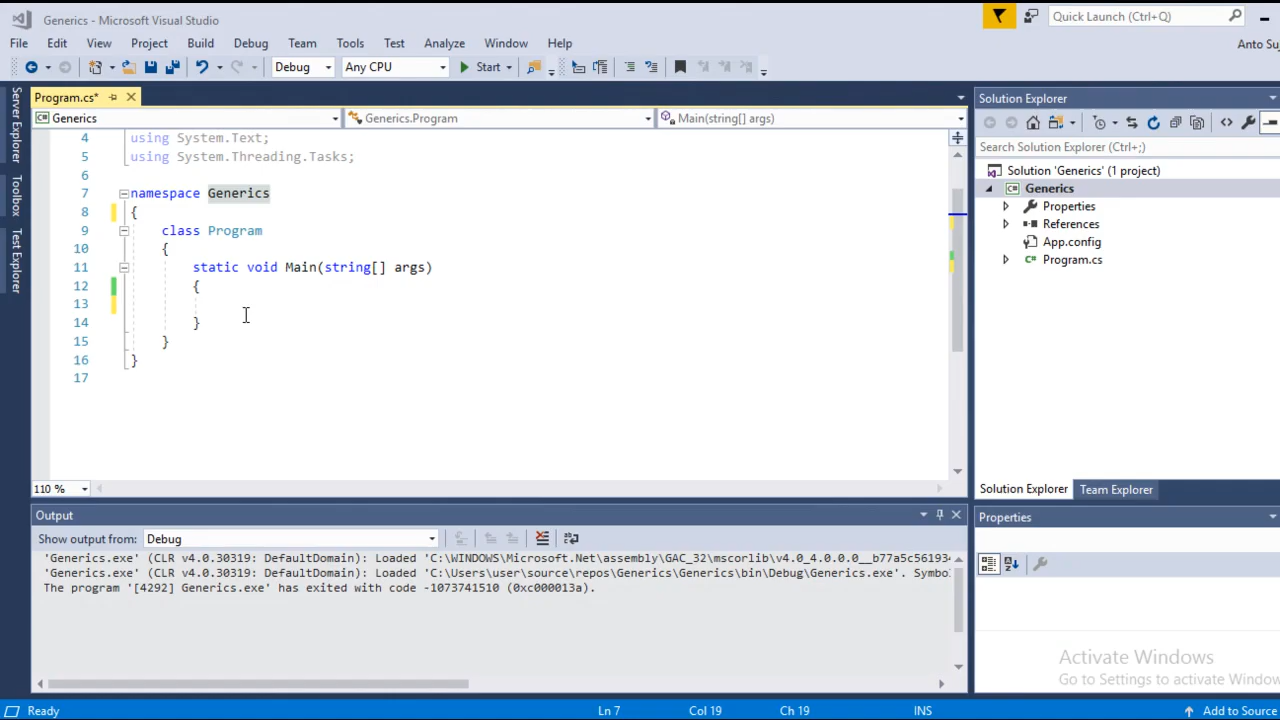 Generics - Microsoft Visual Studio
Quick Launch (Ctrl+Q)
File Edit View Project Build Debug Team Tools Test Analyze Window Help
Anto Su
Debug Any CPU Start
Server Explorer
Toolbox
Test Explorer
Program.cs*
Generics Generics.Program Main(string[] args)
4 using System.Text;
5 using System.Threading.Tasks;
6
7 namespace Generics
8 {
9 class Program
10 {
11 static void Main(string[] args)
12 {
13
14 }
15 }
16 }
17
110 %
Solution Explorer
Search Solution Explorer (Ctrl+;)
Solution 'Generics' (1 project)
Generics
Properties
References
App.config
Program.cs
Solution Explorer Team Explorer
Output
Show output from: Debug
'Generics.exe' (CLR v4.0.30319: DefaultDomain): Loaded 'C:\WINDOWS\Microsoft.Net\assembly\GAC_32\mscorlib\v4.0_4.0.0.0__b77a5c56193
'Generics.exe' (CLR v4.0.30319: DefaultDomain): Loaded 'C:\Users\user\source\repos\Generics\Generics\bin\Debug\Generics.exe'. Symbo
The program '[4292] Generics.exe' has exited with code -1073741510 (0xc000013a).
Properties
Activate Windows
Go to Settings to activate Window
Ready Ln 7 Col 19 Ch 19 INS Add to Source